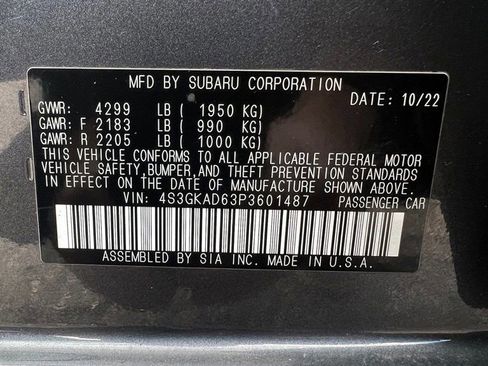 MFD BY SUBARU CORPORATION
GVWR: 4299 LB ( 1950 KG) DATE: 10/22
GAWR: F 2183 LB ( 990 KG)
GAWR: R 2205 LB ( 1000 KG)
THIS VEHICLE CONFORMS TO ALL APPLICABLE FEDERAL MOTOR
VEHICLE SAFETY,BUMPER,AND THEFT PREVENTION STANDARDS
IN EFFECT ON THE DATE OF MANUFACTURE SHOWN ABOVE.
VIN: 4S3GKAD63P3601487 PASSENGER CAR
ASSEMBLED BY SIA INC. MADE IN U.S.A.